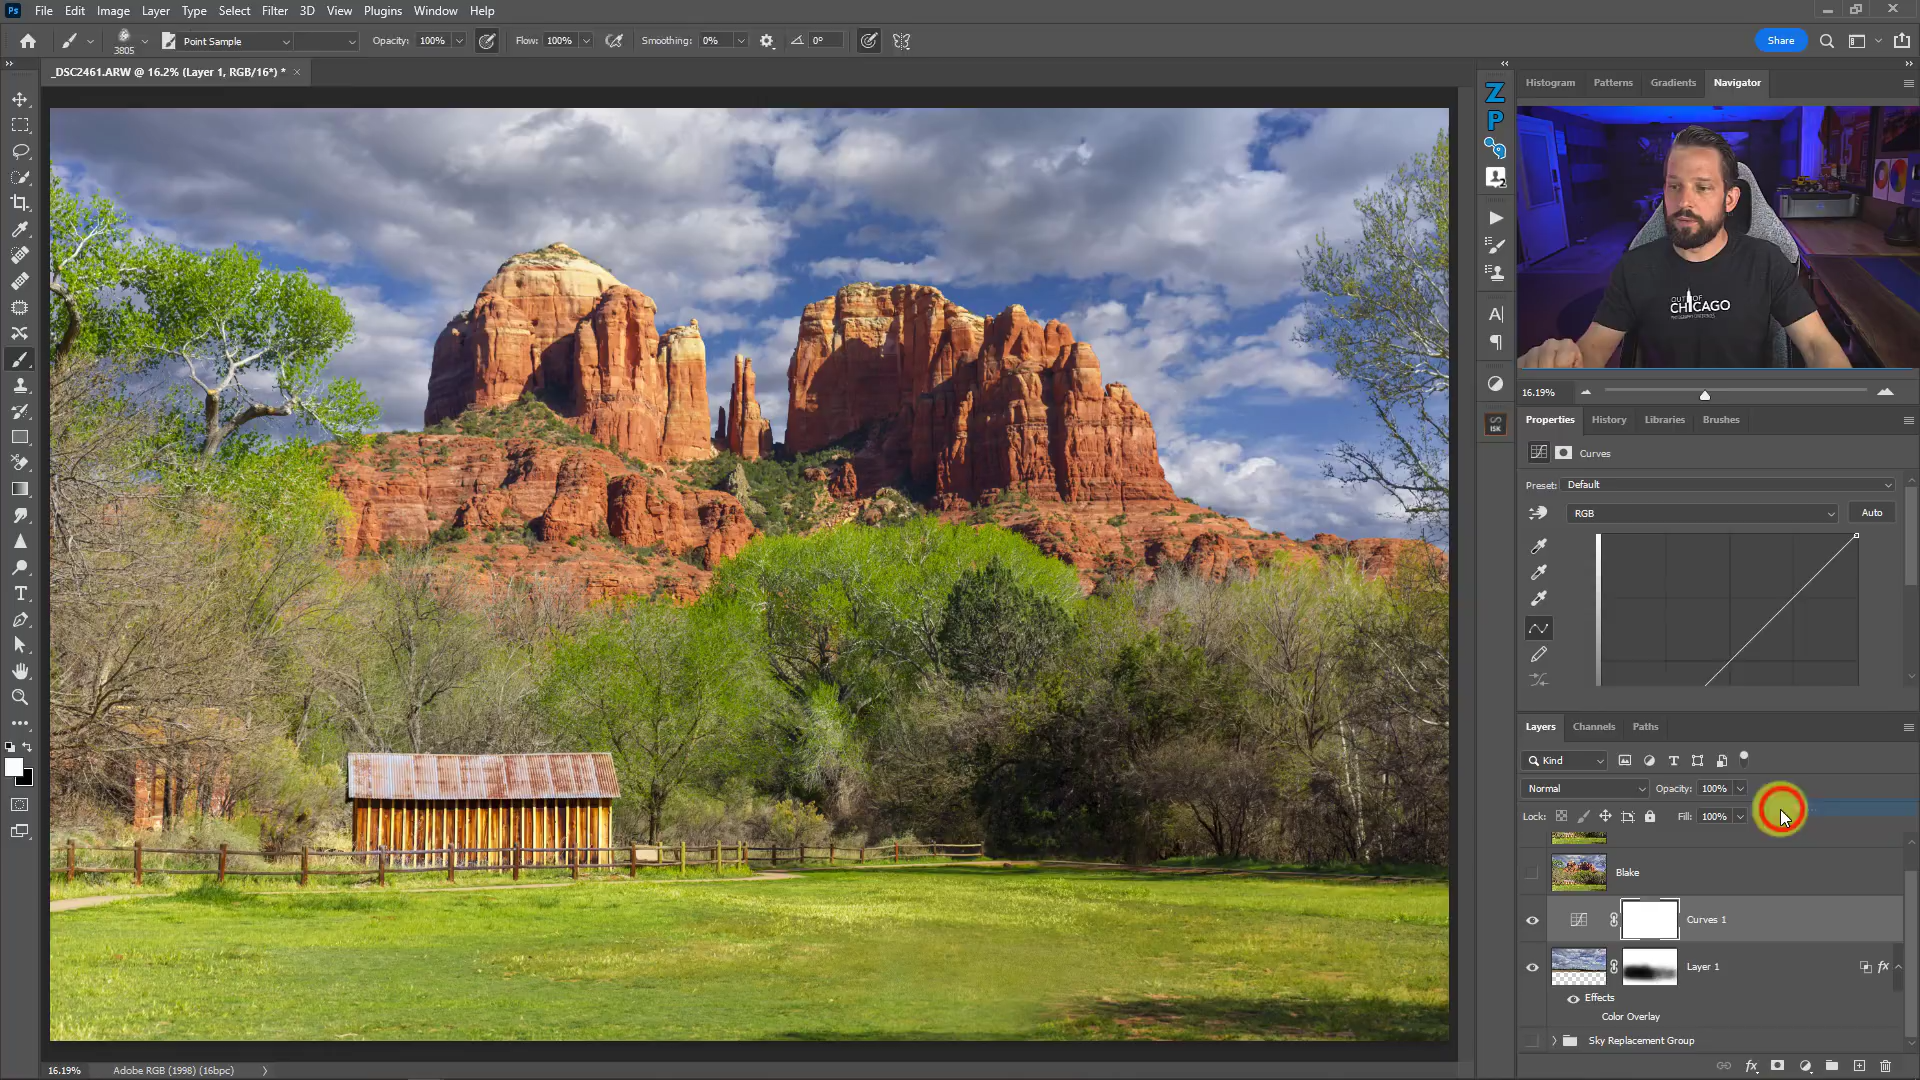 Ps File Edit Image Layer Type Select Filter 3D View Plugins Window Help
3805 Point Sample Opacity: 100% Flow: 100% Smoothing: 0% 0° Share
_DSC2461.ARW @ 16.2% (Layer 1, RGB/16*) * ×
Histogram Patterns Gradients Navigator
Z
P
OUT OF
CHICAGO
16.19%
Properties History Libraries Brushes
ISK
Curves
Preset: Default
RGB Auto
Layers Channels Paths
Kind
Normal Opacity: 100%
Lock: Fill: 100%
Blake
Curves 1
Layer 1 fx
Effects
Color Overlay
Sky Replacement Group
fx
16.19% Adobe RGB (1998) (16bpc)